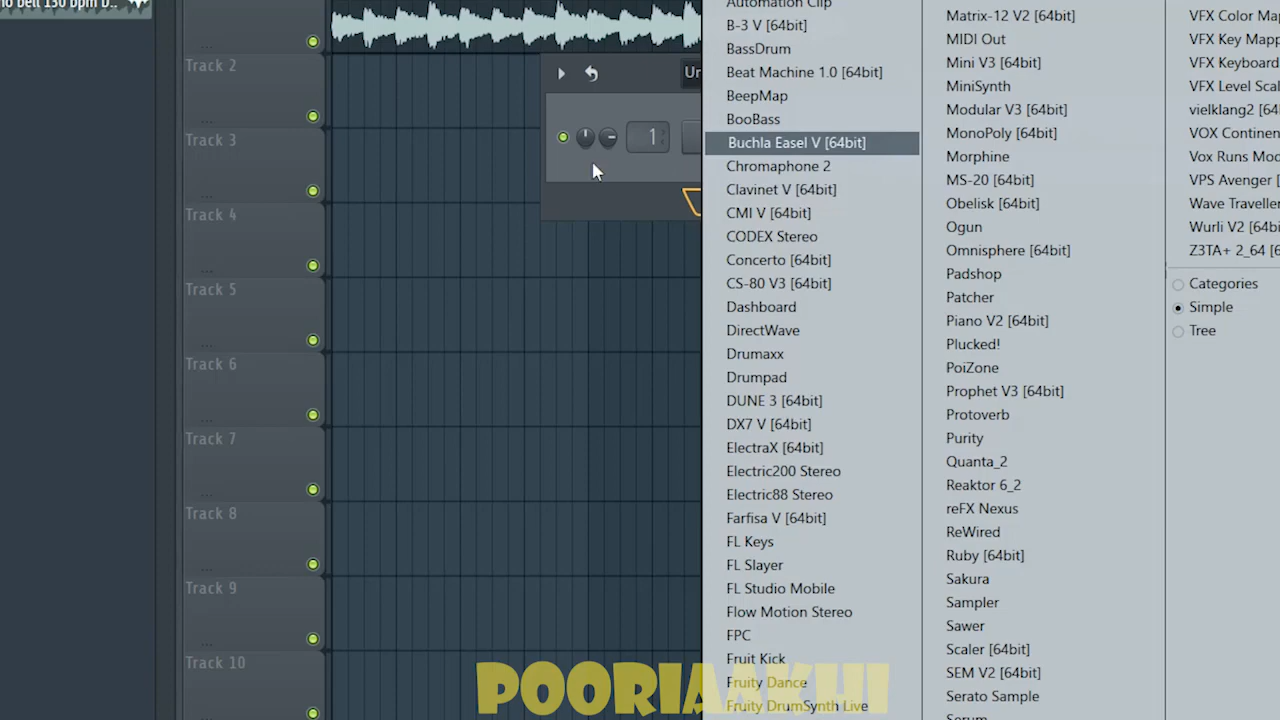 Track 2
Track 3
Track 4
Track 5
Track 6
Track 7
Track 8
Track 9
Track 10
1
Automation Clip
B-3 V [64bit]
BassDrum
Beat Machine 1.0 [64bit]
BeepMap
BooBass
Buchla Easel V [64bit]
Chromaphone 2
Clavinet V [64bit]
CMI V [64bit]
CODEX Stereo
Concerto [64bit]
CS-80 V3 [64bit]
Dashboard
DirectWave
Drumaxx
Drumpad
DUNE 3 [64bit]
DX7 V [64bit]
ElectraX [64bit]
Electric200 Stereo
Electric88 Stereo
Farfisa V [64bit]
FL Keys
FL Slayer
FL Studio Mobile
Flow Motion Stereo
FPC
Fruit Kick
Fruity Dance
Fruity DrumSynth Live
Matrix-12 V2 [64bit]
MIDI Out
Mini V3 [64bit]
MiniSynth
Modular V3 [64bit]
MonoPoly [64bit]
Morphine
MS-20 [64bit]
Obelisk [64bit]
Ogun
Omnisphere [64bit]
Padshop
Patcher
Piano V2 [64bit]
Plucked!
PoiZone
Prophet V3 [64bit]
Protoverb
Purity
Quanta_2
Reaktor 6_2
reFX Nexus
ReWired
Ruby [64bit]
Sakura
Sampler
Sawer
Scaler [64bit]
SEM V2 [64bit]
Serato Sample
VFX Color
VFX Key
VFX Keyboard
VFX Level
vielklang2
VOX
Vox Runs
VPS Avenger
Wave
Wurli V2
Z3TA+ 2_64
Categories
Simple
Tree
POORIAAKHI